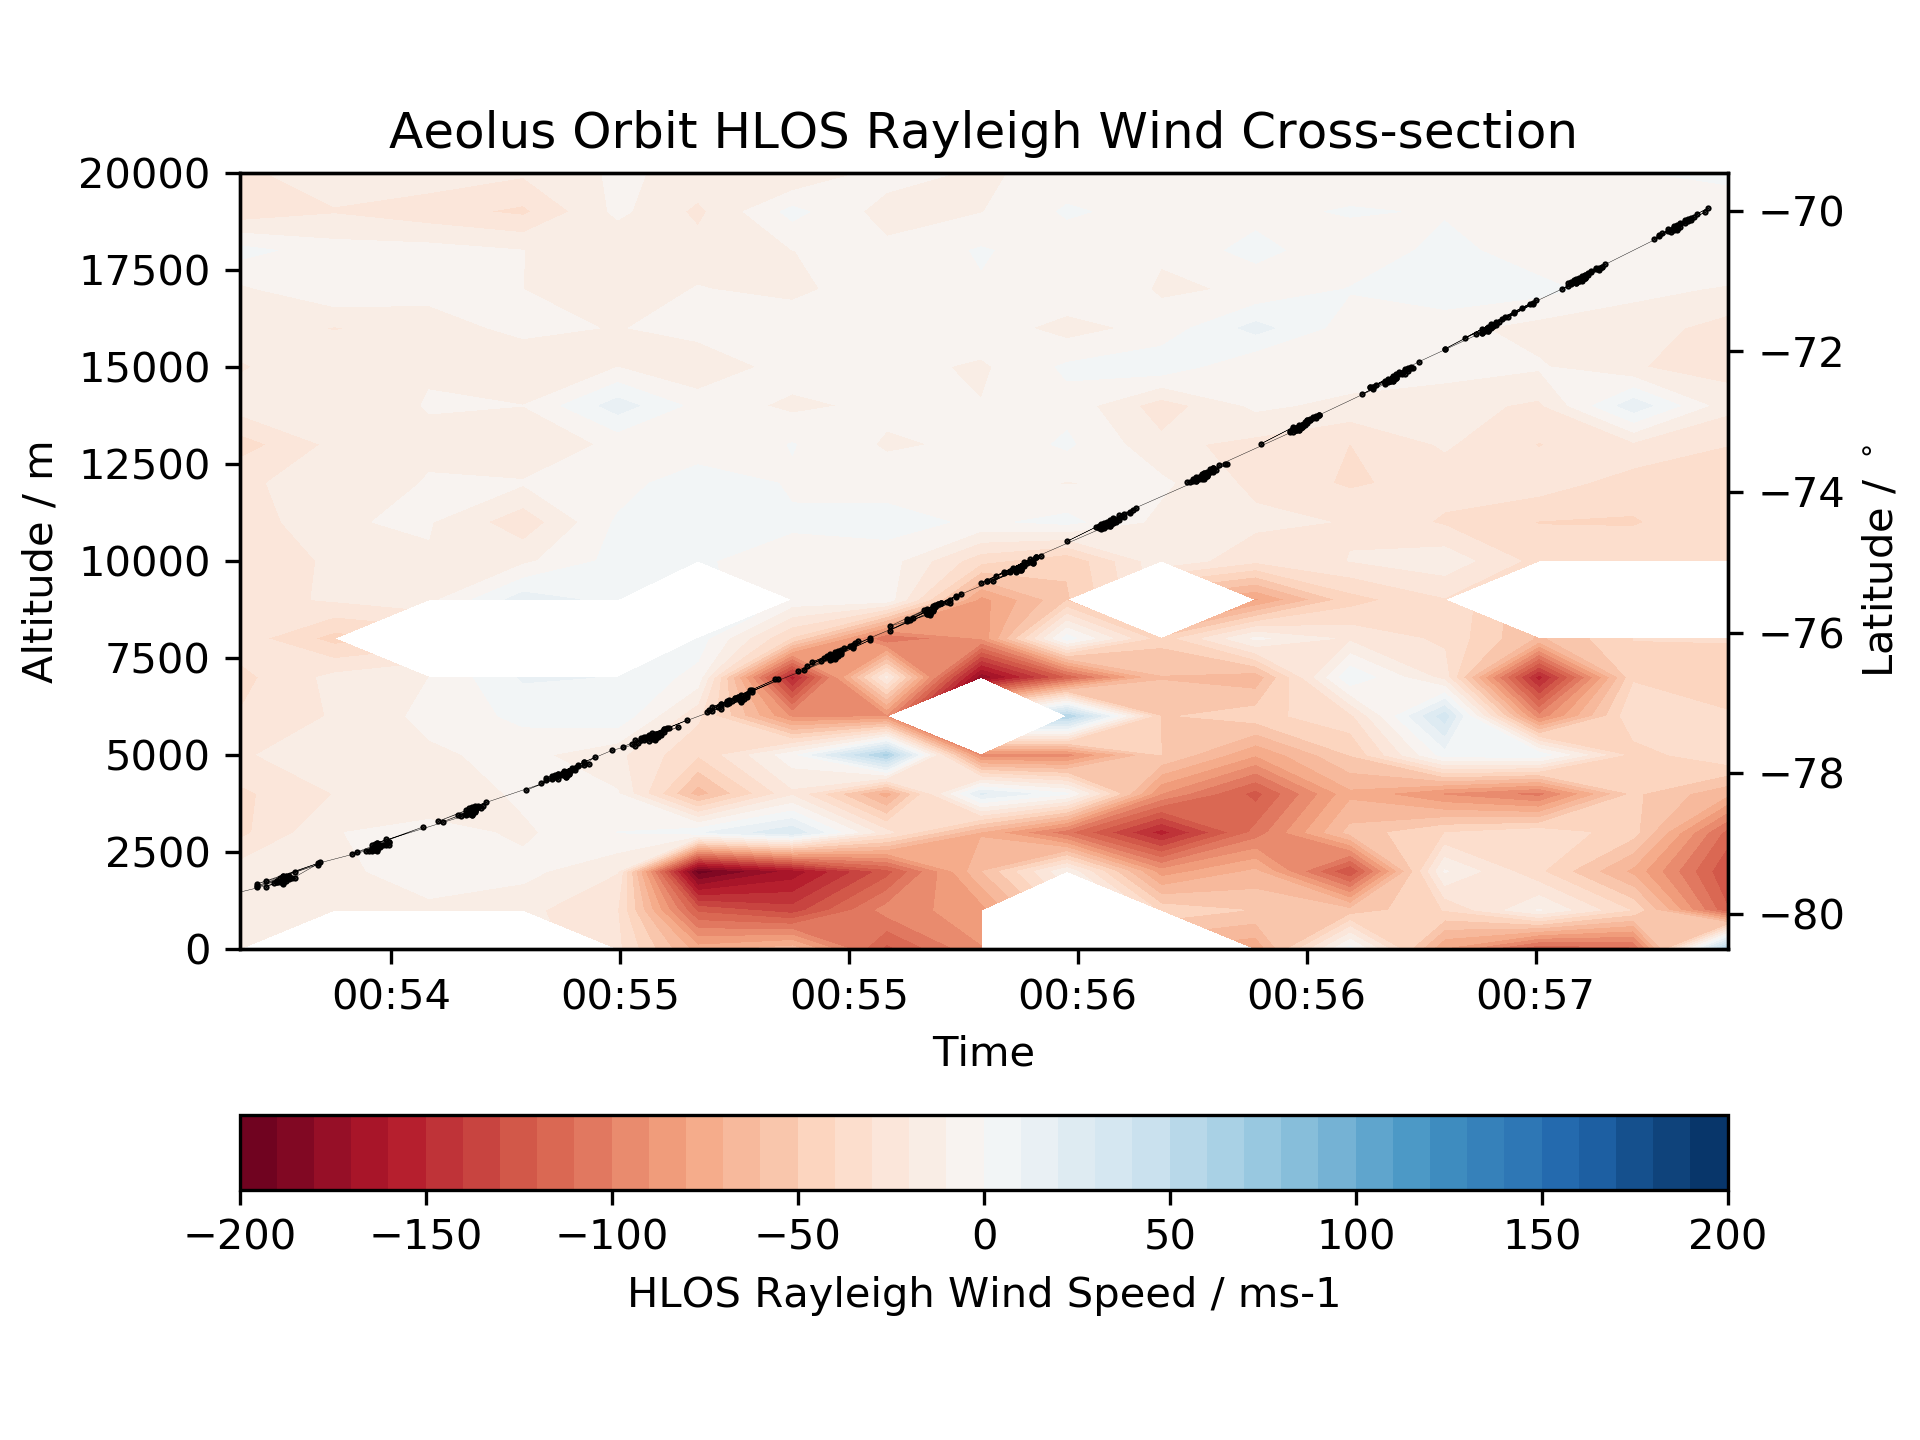 Aeolus Orbit HLOS Rayleigh Wind Cross-section
20000
17500
15000
12500
10000
7500
5000
2500
0
Altitude / m
−70
−72
−74
−76
−78
−80
Latitude / °
00:54 00:55 00:55 00:56 00:56 00:57
Time
−200 −150 −100 −50 0 50 100 150 200
HLOS Rayleigh Wind Speed / ms-1